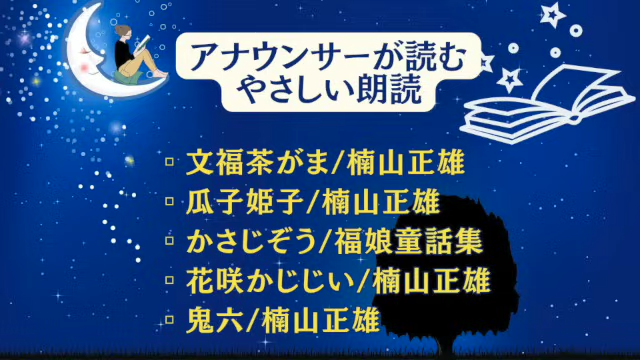 アナウンサーが読む
やさしい朗読
▫ 文福茶がま/楠山正雄
▫ 瓜子姫子/楠山正雄
▫ かさじぞう/福娘童話集
▫ 花咲かじじい/楠山正雄
▫ 鬼六/楠山正雄